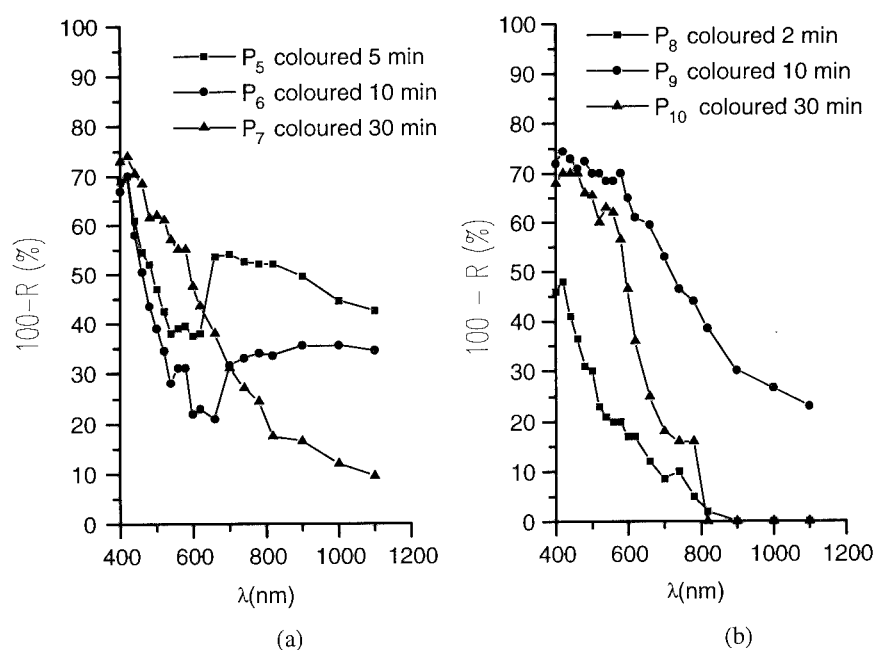 P5 coloured 5 min
P6 coloured 10 min
P7 coloured 30 min
100-R (%)
100
90
80
70
60
50
40
30
20
10
0
400 600 800 1000 1200
λ(nm)
(a)
P8 coloured 2 min
P9 coloured 10 min
P10 coloured 30 min
100 - R (%)
100
90
80
70
60
50
40
30
20
10
0
400 600 800 1000 1200
λ(nm)
(b)